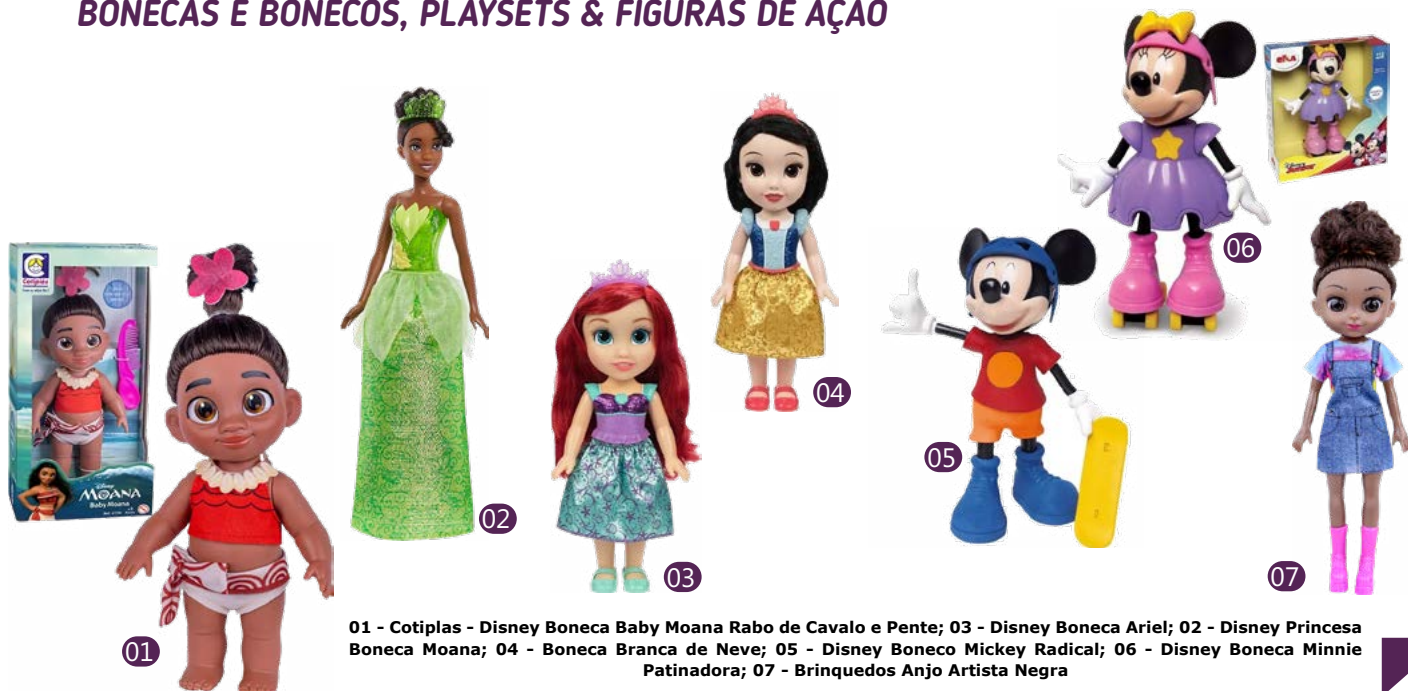 BONECAS E BONECOS, PLAYSETS & FIGURAS DE AÇÃO
elka
06
04
Cotiplás
05
02
Disney
MOANA
Baby Moana
03
07
01
01 - Cotiplas - Disney Boneca Baby Moana Rabo de Cavalo e Pente; 03 - Disney Boneca Ariel; 02 - Disney Princesa
Boneca Moana; 04 - Boneca Branca de Neve; 05 - Disney Boneco Mickey Radical; 06 - Disney Boneca Minnie
Patinadora; 07 - Brinquedos Anjo Artista Negra